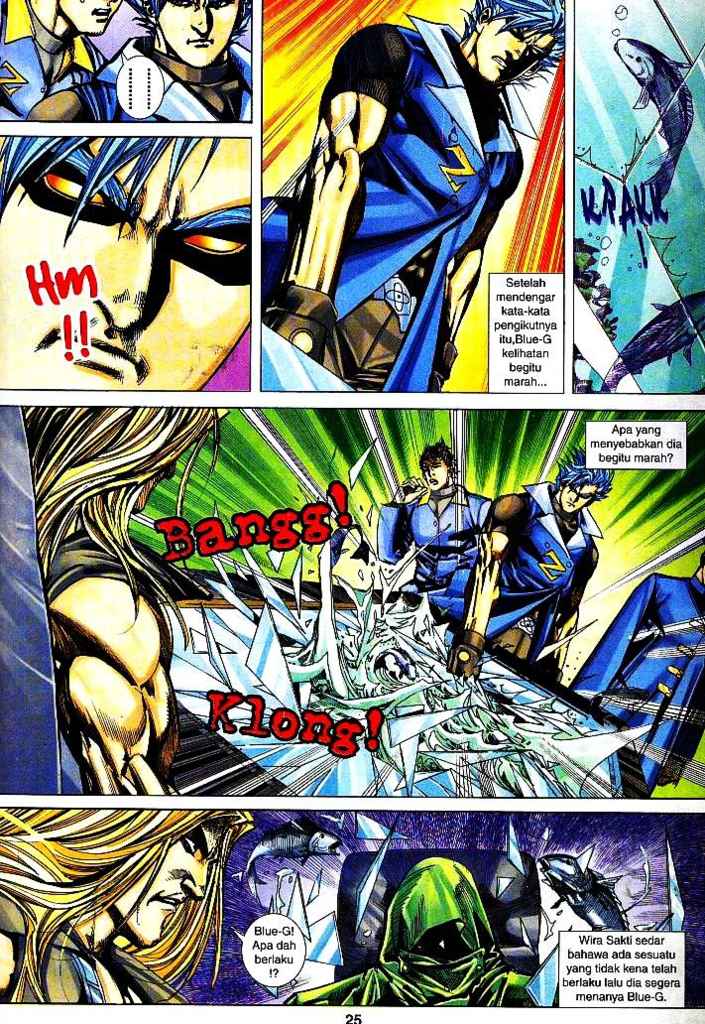 Z
......
Hm
!!
Z
Setelah
mendengar
kata-kata
pengikutnya
itu,Blue-G
kelihatan
begitu
marah...
KPAKK
!
Apa yang
menyebabkan dia
begitu marah?
Bangg!
Z
Klong!
Blue-G!
Apa dah
berlaku
!?
Wira Sakti sedar
bahawa ada sesuatu
yang tidak kena telah
berlaku lalu dia segera
menanya Blue-G.
25